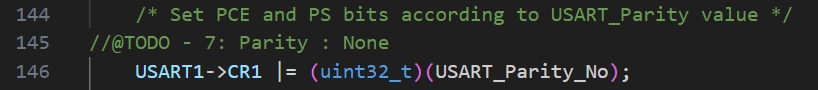 144 /* Set PCE and PS bits according to USART_Parity value */
145 //@TODO - 7: Parity : None
146 USART1->CR1 |= (uint32_t)(USART_Parity_No);